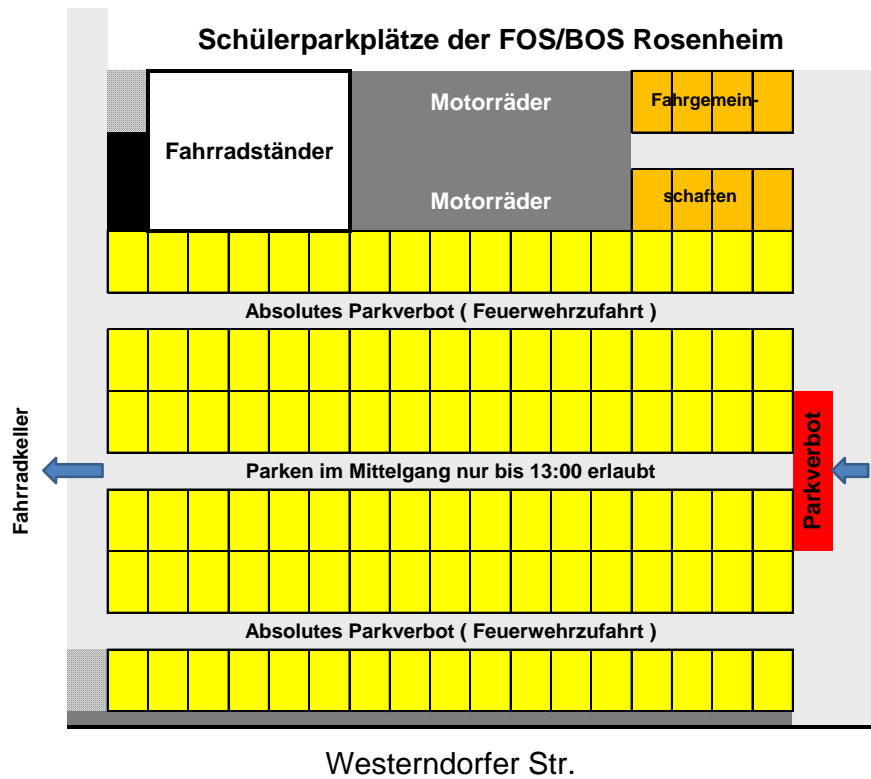 Schülerparkplätze der FOS/BOS Rosenheim
Motorräder
Fahrgemein-
Fahrradständer
Motorräder
schaften
Absolutes Parkverbot ( Feuerwehrzufahrt )
Fahrradkeller
Parken im Mittelgang nur bis 13:00 erlaubt
Parkverbot
Absolutes Parkverbot ( Feuerwehrzufahrt )
Westerndorfer Str.